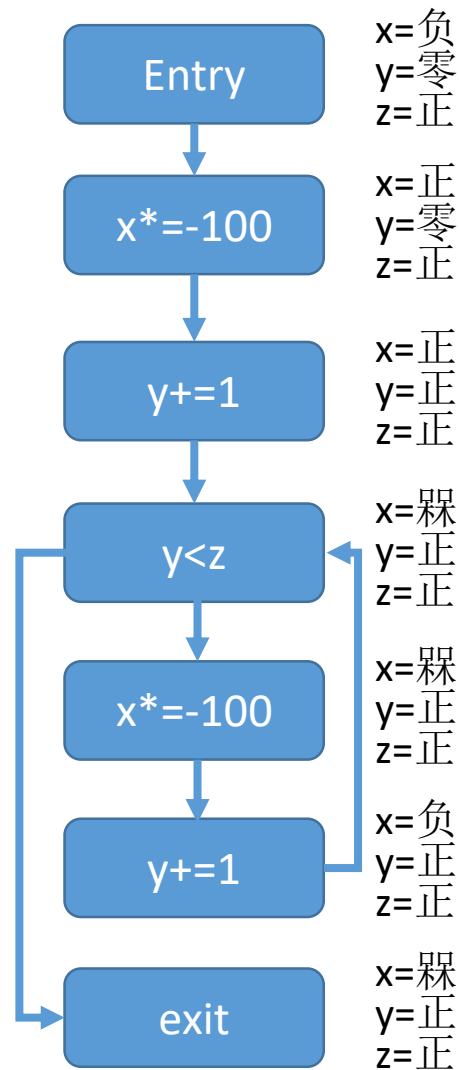 Entry
x=负
y=零
z=正
x*=-100
x=正
y=零
z=正
y+=1
x=正
y=正
z=正
y<z
x=槑
y=正
z=正
x*=-100
x=槑
y=正
z=正
y+=1
x=负
y=正
z=正
exit
x=槑
y=正
z=正